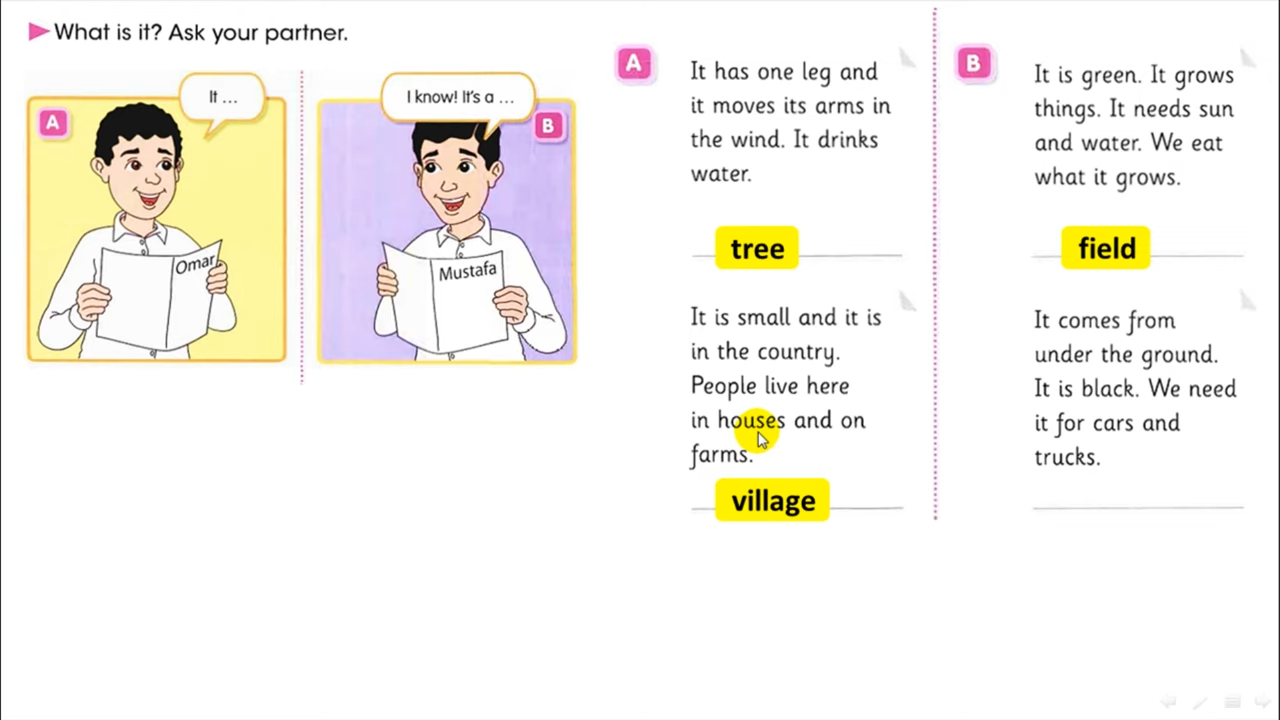 What is it? Ask your partner.
A
It ...
Omar
I know! It's a ...
B
Mustafa
A
It has one leg and
it moves its arms in
the wind. It drinks
water.
tree
It is small and it is
in the country.
People live here
in houses and on
farms.
village
B
It is green. It grows
things. It needs sun
and water. We eat
what it grows.
field
It comes from
under the ground.
It is black. We need
it for cars and
trucks.